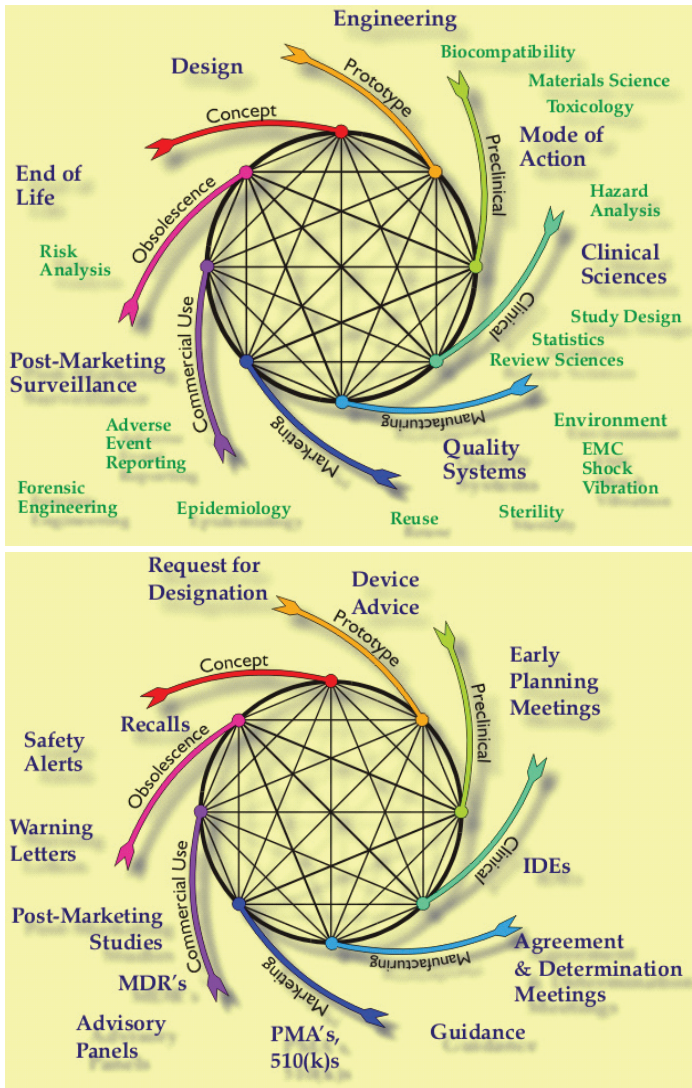 Engineering
Design
Biocompatibility
Prototype
Materials Science
Toxicology
Concept
Mode of
Action
Preclinical
End of
Life
Obsolescence
Hazard
Analysis
Risk
Analysis
Clinical
Sciences
Clinical
Study Design
Statistics
Review Sciences
Post-Marketing
Surveillance
Commercial Use
Marketing
Manufacturing
Adverse
Event
Reporting
Quality
Systems
Environment
EMC
Shock
Vibration
Forensic
Engineering
Epidemiology
Reuse
Sterility
Request for
Designation
Device
Advice
Prototype
Concept
Early
Planning
Meetings
Preclinical
Recalls
Safety
Alerts
Obsolescence
Warning
Letters
Clinical
IDEs
Post-Marketing
Studies
Commercial Use
Manufacturing
Agreement
& Determination
Meetings
MDR's
Marketing
Advisory
Panels
PMA's,
510(k)s
Guidance